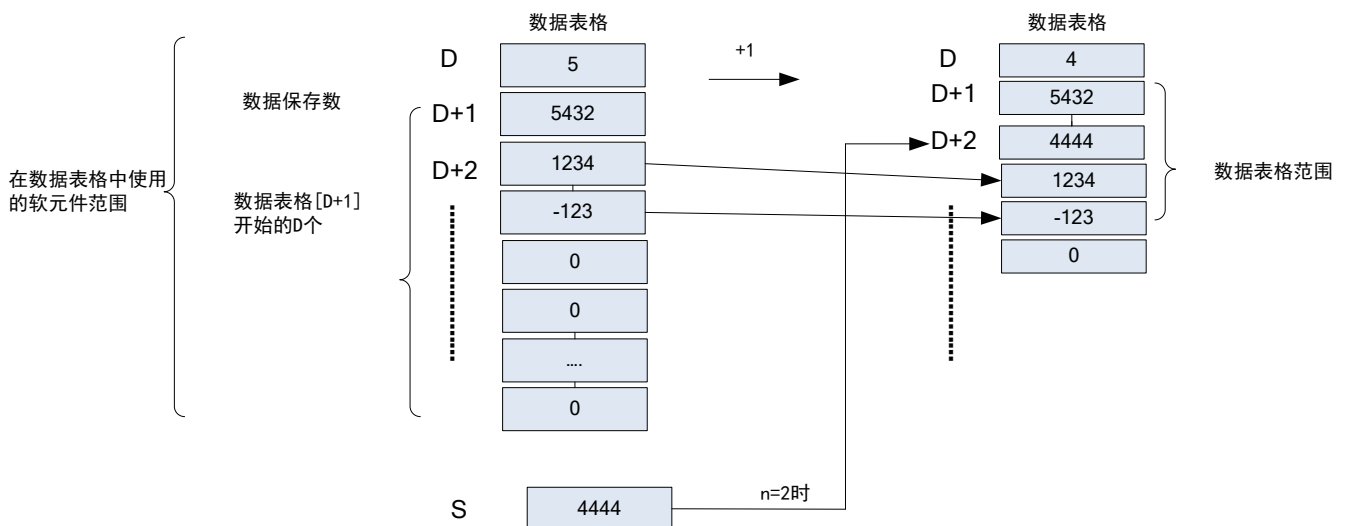 数据表格
数据表格
D
5
+1
D
4
数据保存数
D+1
5432
D+1
5432
在数据表格中使用
的软元件范围
D+2
1234
D+2
4444
数据表格[D+1]
开始的D个
-123
1234
数据表格范围
-123
0
0
0
....
0
S
4444
n=2时